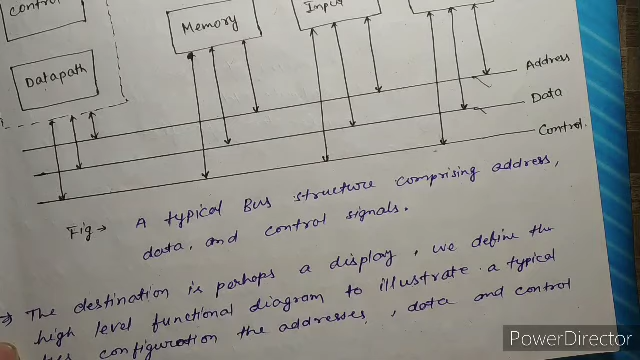 Control
Datapath
Memory
Input
Address
Data
Control.
Fig → A typical Bus structure comprising address,
data, and control signals.
⇒ The destination is perhaps a display, we define the
high level functional diagram to illustrate a typical
bus configuration the addresses, data and control
PowerDirector